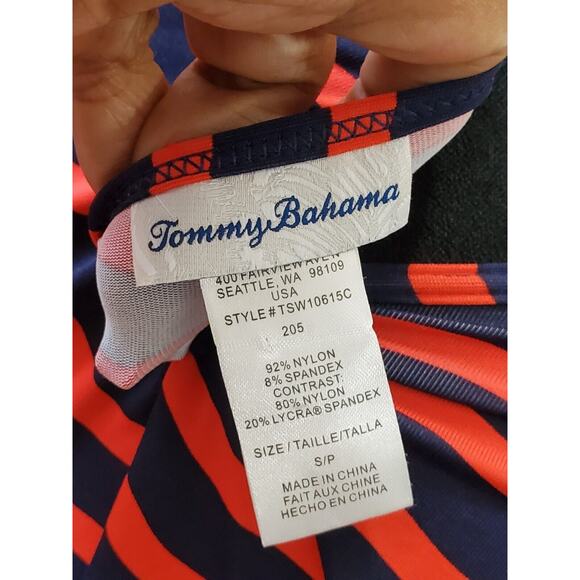 Tommy Bahama
400 FAIRVIEW AVE N
SEATTLE, WA 98109
USA
STYLE#TSW10615C
205
92% NYLON
8% SPANDEX
CONTRAST:
80% NYLON
20% LYCRA® SPANDEX
SIZE/TAILLE/TALLA
S/P
MADE IN CHINA
FAIT AUX CHINE
HECHO EN CHINA